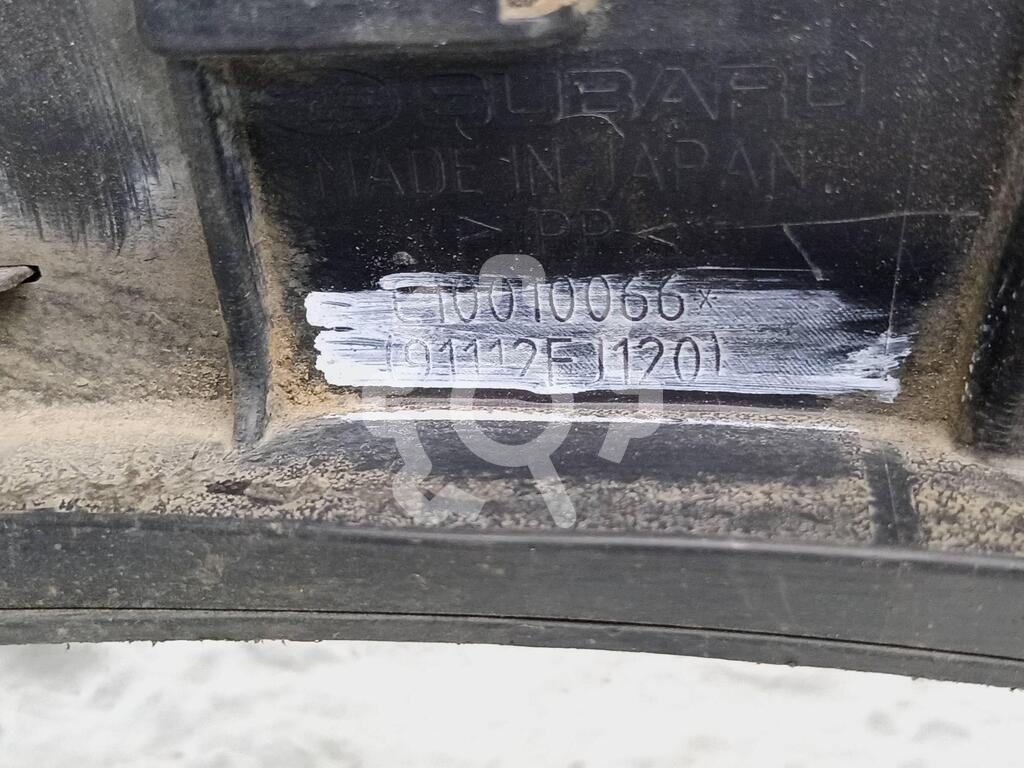 SUBARU
MADE IN JAPAN
> PP <
E10010066*
(91112FJ120)